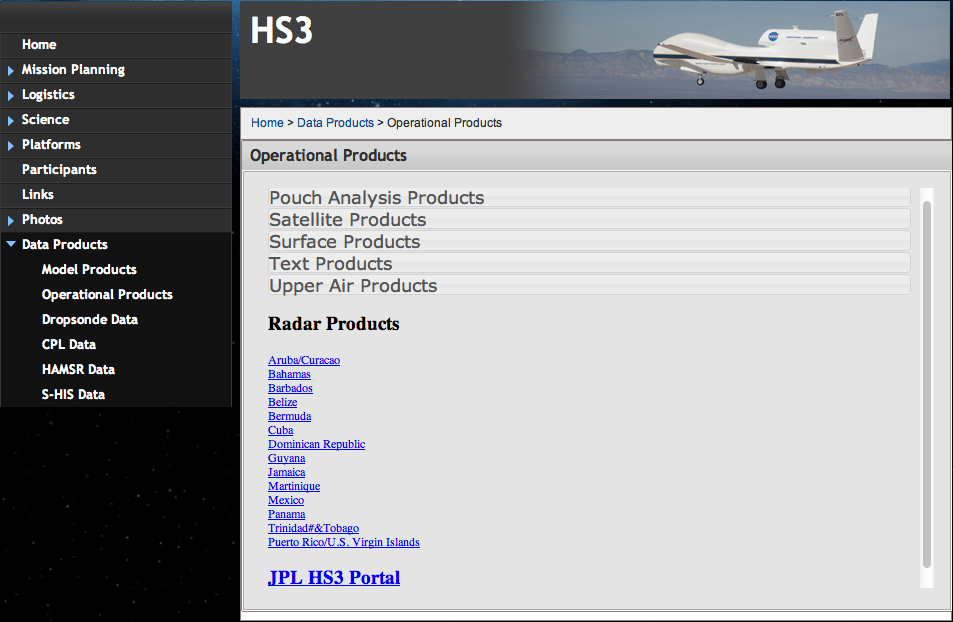 HS3
NASA
Home
Mission Planning
Logistics
Science
Platforms
Participants
Links
Photos
Data Products
Model Products
Operational Products
Dropsonde Data
CPL Data
HAMSR Data
S-HIS Data
Home > Data Products > Operational Products
Operational Products
Pouch Analysis Products
Satellite Products
Surface Products
Text Products
Upper Air Products
Radar Products
Aruba/Curacao
Bahamas
Barbados
Belize
Bermuda
Cuba
Dominican Republic
Guyana
Jamaica
Martinique
Mexico
Panama
Trinidad#&Tobago
Puerto Rico/U.S. Virgin Islands
JPL HS3 Portal